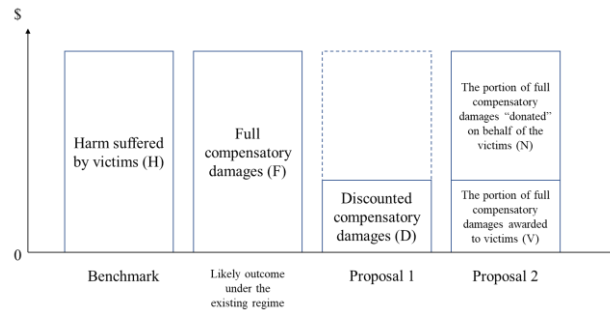 $
Harm suffered
by victims (H)
Full
compensatory
damages (F)
Discounted
compensatory
damages (D)
The portion of full
compensatory
damages “donated”
on behalf of the
victims (N)
The portion of full
compensatory
damages awarded
to victims (V)
0
Benchmark
Likely outcome
under the
existing regime
Proposal 1
Proposal 2